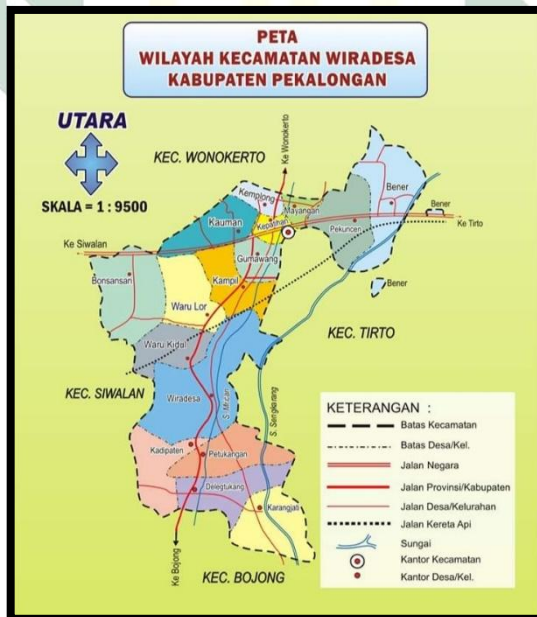 PETA
WILAYAH KECAMATAN WIRADESA
KABUPATEN PEKALONGAN
UTARA
SKALA = 1 : 9500
KEC. WONOKERTO
Ke Wonokerto
Kemplong
Mayangan
Bener
Bener
Kauman
Kepatihan
Pekuncen
Ke Tirto
Ke Siwalan
Gumawang
Bonsansan
Kampil
Bener
Waru Lor
KEC. TIRTO
Waru Kidul
KEC. SIWALAN
Wiradesa
S. Mrican
S. Sengkarang
Kadipaten
Petukangan
Delegtukang
Karangjati
Ke Bojong
KEC. BOJONG
KETERANGAN :
Batas Kecamatan
Batas Desa/Kel.
Jalan Negara
Jalan Provinsi/Kabupaten
Jalan Desa/Kelurahan
Jalan Kereta Api
Sungai
Kantor Kecamatan
Kantor Desa/Kel.